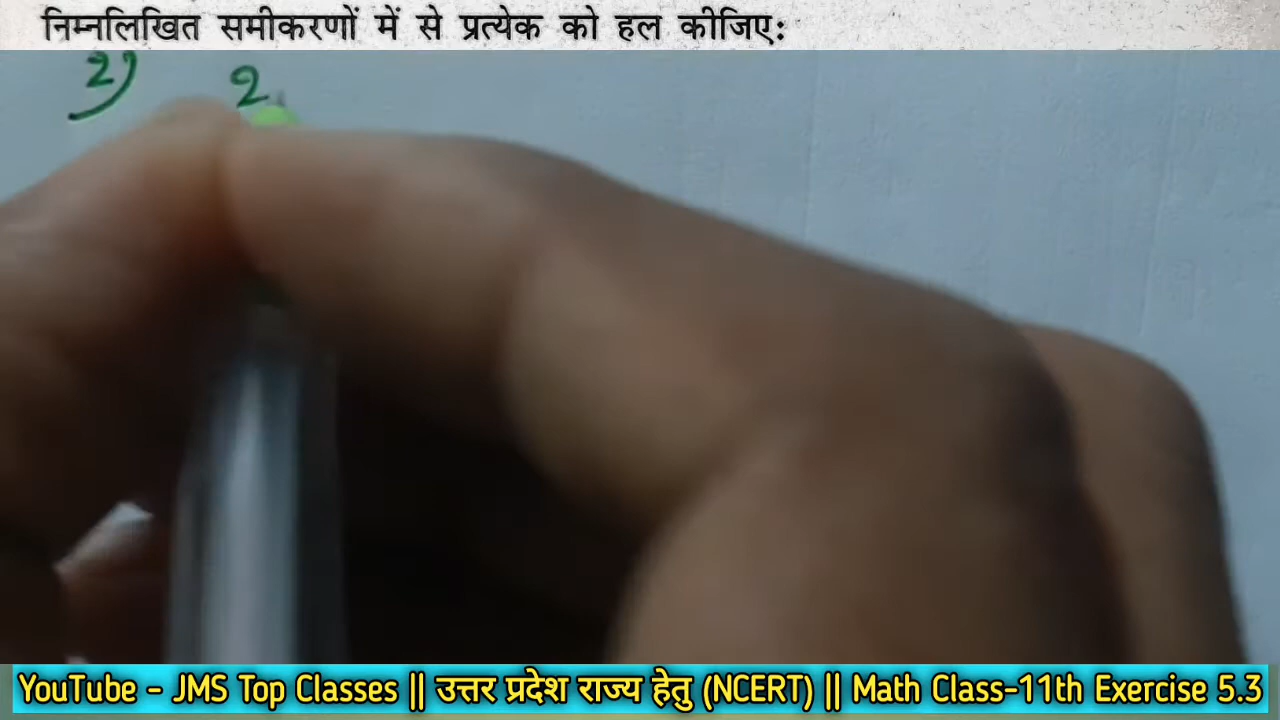 निम्नलिखित समीकरणों में से प्रत्येक को हल कीजिए:
2) 2
YouTube - JMS Top Classes || उत्तर प्रदेश राज्य हेतु (NCERT) || Math Class-11th Exercise 5.3